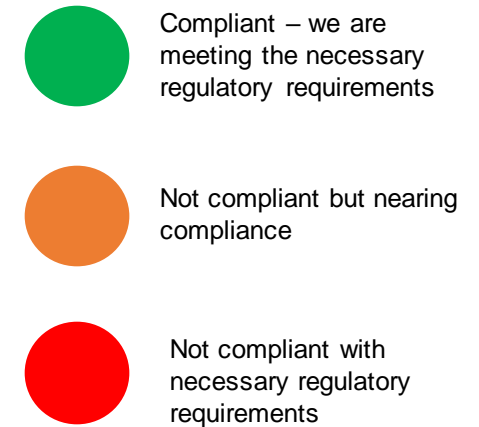 Compliant – we are
meeting the necessary
regulatory requirements
Not compliant but nearing
compliance
Not compliant with
necessary regulatory
requirements